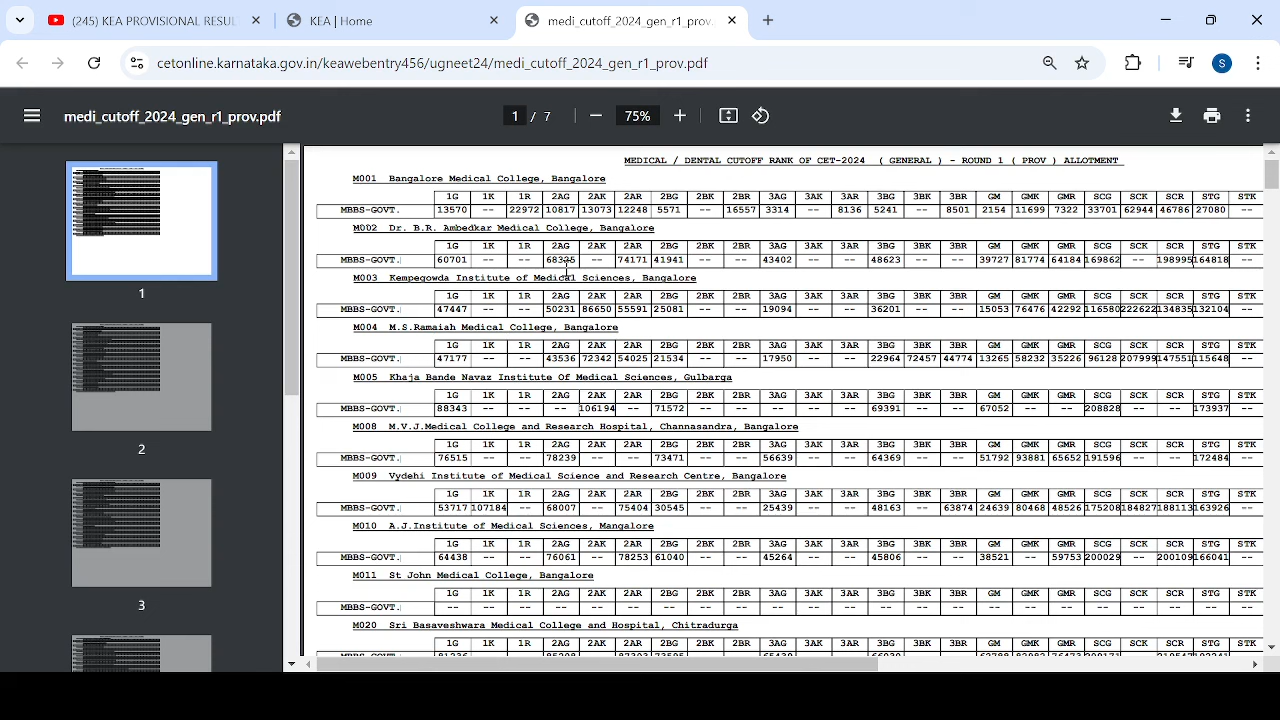 (245) KEA PROVISIONAL RESUL
KEA | Home
medi_cutoff_2024_gen_r1_prov.
cetonline.karnataka.gov.in/keawebentry456/ugneet24/medi_cutoff_2024_gen_r1_prov.pdf
S
medi_cutoff_2024_gen_r1_prov.pdf
1 / 7
75%
1
2
3
MEDICAL / DENTAL CUTOFF RANK OF CET-2024 ( GENERAL ) - ROUND 1 ( PROV ) ALLOTMENT
M001 Bangalore Medical College, Bangalore
1G 1K 1R 2AG 2AK 2AR 2BG 2BK 2BR 3AG 3AK 3AR 3BG 3BK 3BR GM GMK GMR SCG SCK SCR STG STK
MBBS-GOVT. 13570 -- 22972 10817 13073 12248 5571 -- 16557 3314 -- 8136 5241 -- 8501 2154 11699 7322 33701 62944 46786 27080 --
M002 Dr. B.R. Ambedkar Medical College, Bangalore
1G 1K 1R 2AG 2AK 2AR 2BG 2BK 2BR 3AG 3AK 3AR 3BG 3BK 3BR GM GMK GMR SCG SCK SCR STG STK
MBBS-GOVT. 60701 -- -- 68325 -- 74171 41941 -- -- 43402 -- -- 48623 -- -- 39727 81774 64184 169862 -- 198995 164818 --
M003 Kempegowda Institute of Medical Sciences, Bangalore
1G 1K 1R 2AG 2AK 2AR 2BG 2BK 2BR 3AG 3AK 3AR 3BG 3BK 3BR GM GMK GMR SCG SCK SCR STG STK
MBBS-GOVT. 47447 -- -- 50231 86650 55591 25081 -- -- 19094 -- -- 36201 -- -- 15053 76476 42292 116580 222622 134835 132104 --
M004 M.S.Ramaiah Medical College, Bangalore
1G 1K 1R 2AG 2AK 2AR 2BG 2BK 2BR 3AG 3AK 3AR 3BG 3BK 3BR GM GMK GMR SCG SCK SCR STG STK
MBBS-GOVT. 47177 -- -- 43536 72342 54025 21534 -- -- 17950 -- -- 22964 72457 44774 13265 58232 35226 96128 207999 147551 115648 --
M005 Khaja Bande Navaz Institute Of Medical Sciences, Gulbarga
1G 1K 1R 2AG 2AK 2AR 2BG 2BK 2BR 3AG 3AK 3AR 3BG 3BK 3BR GM GMK GMR SCG SCK SCR STG STK
MBBS-GOVT. 88343 -- -- -- 106194 -- 71572 -- -- -- -- -- 69391 -- -- 67052 -- -- 208828 -- -- 173937 --
M008 M.V.J.Medical College and Research Hospital, Channasandra, Bangalore
1G 1K 1R 2AG 2AK 2AR 2BG 2BK 2BR 3AG 3AK 3AR 3BG 3BK 3BR GM GMK GMR SCG SCK SCR STG STK
MBBS-GOVT. 76515 -- -- 78239 -- -- 73471 -- -- 56639 -- -- 64369 -- -- 51792 93881 65652 191596 -- -- 172484 --
M009 Vydehi Institute of Medical Science and Research Centre, Bangalore
1G 1K 1R 2AG 2AK 2AR 2BG 2BK 2BR 3AG 3AK 3AR 3BG 3BK 3BR GM GMK GMR SCG SCK SCR STG STK
MBBS-GOVT. 53717 107184 -- 68007 -- 75404 30545 -- -- 25439 -- -- 48163 -- 63874 24639 80468 48526 175208 184827 188113 163926 --
M010 A.J.Institute of Medical Sciences, Mangalore
1G 1K 1R 2AG 2AK 2AR 2BG 2BK 2BR 3AG 3AK 3AR 3BG 3BK 3BR GM GMK GMR SCG SCK SCR STG STK
MBBS-GOVT. 64438 -- -- 76061 -- 78253 61040 -- -- 45264 -- -- 45806 -- -- 38521 -- 59753 200029 -- 200109 166041 --
M011 St John Medical College, Bangalore
1G 1K 1R 2AG 2AK 2AR 2BG 2BK 2BR 3AG 3AK 3AR 3BG 3BK 3BR GM GMK GMR SCG SCK SCR STG STK
MBBS-GOVT. -- -- -- -- -- -- -- -- -- -- -- -- -- -- -- -- -- -- -- -- -- -- --
M020 Sri Basaveshwara Medical College and Hospital, Chitradurga
1G 1K 1R 2AG 2AK 2AR 2BG 2BK 2BR 3AG 3AK 3AR 3BG 3BK 3BR GM GMK GMR SCG SCK SCR STG STK